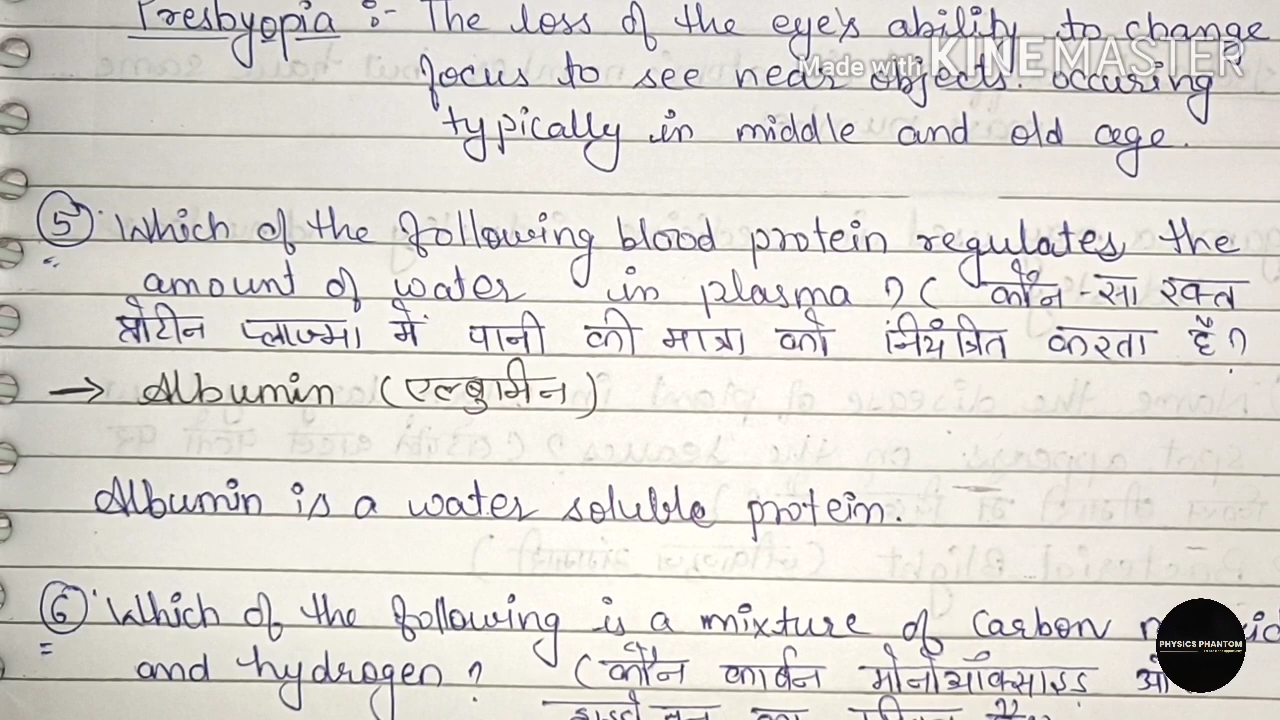 Presbyopia :- The loss of the eye's ability to change
Made with KINEMASTER
focus to see near objects. occuring
typically in middle and old age.
5 Which of the following blood protein regulates the
amount of water in plasma ? ( कौन-सा रक्त
प्रोटीन प्लाज्मा में पानी की मात्रा को नियंत्रित करता है ?
→ Albumin (एल्बुमिन)
Albumin is a water soluble protein.
6 Which of the following is a mixture of Carbon
and hydrogen ? (कौन कार्बन मोनोऑक्साइड
PHYSICS PHANTOM